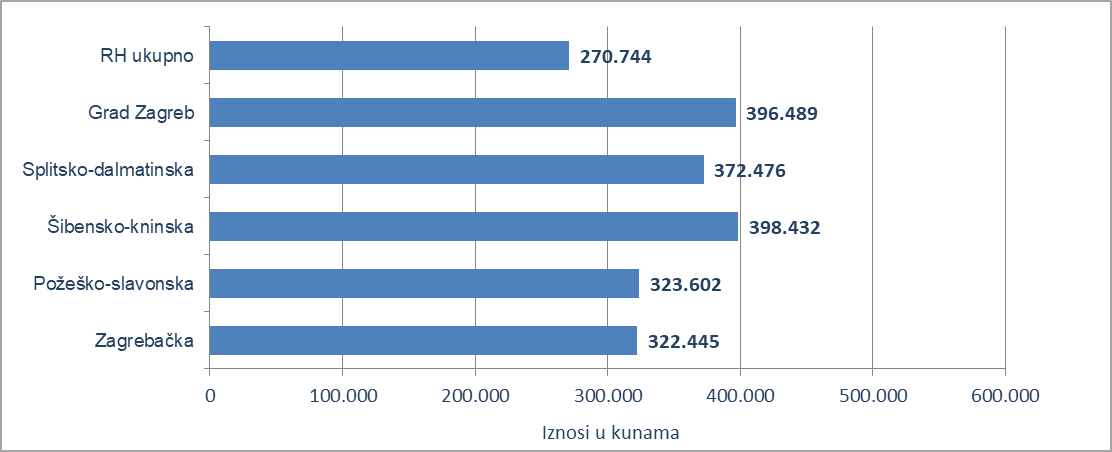 RH ukupno 270.744
Grad Zagreb 396.489
Splitsko-dalmatinska 372.476
Šibensko-kninska 398.432
Požeško-slavonska 323.602
Zagrebačka 322.445
0 100.000 200.000 300.000 400.000 500.000 600.000
Iznosi u kunama